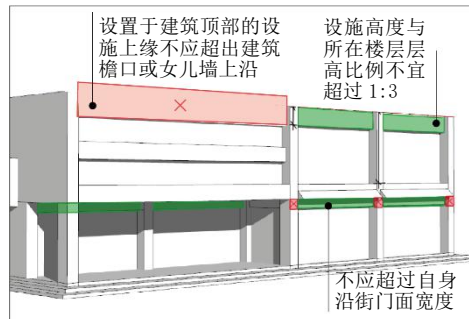 设置于建筑顶部的设
施上缘不应超出建筑
檐口或女儿墙上沿
设施高度与
所在楼层层
高比例不宜
超过 1:3
不应超过自身
沿街门面宽度